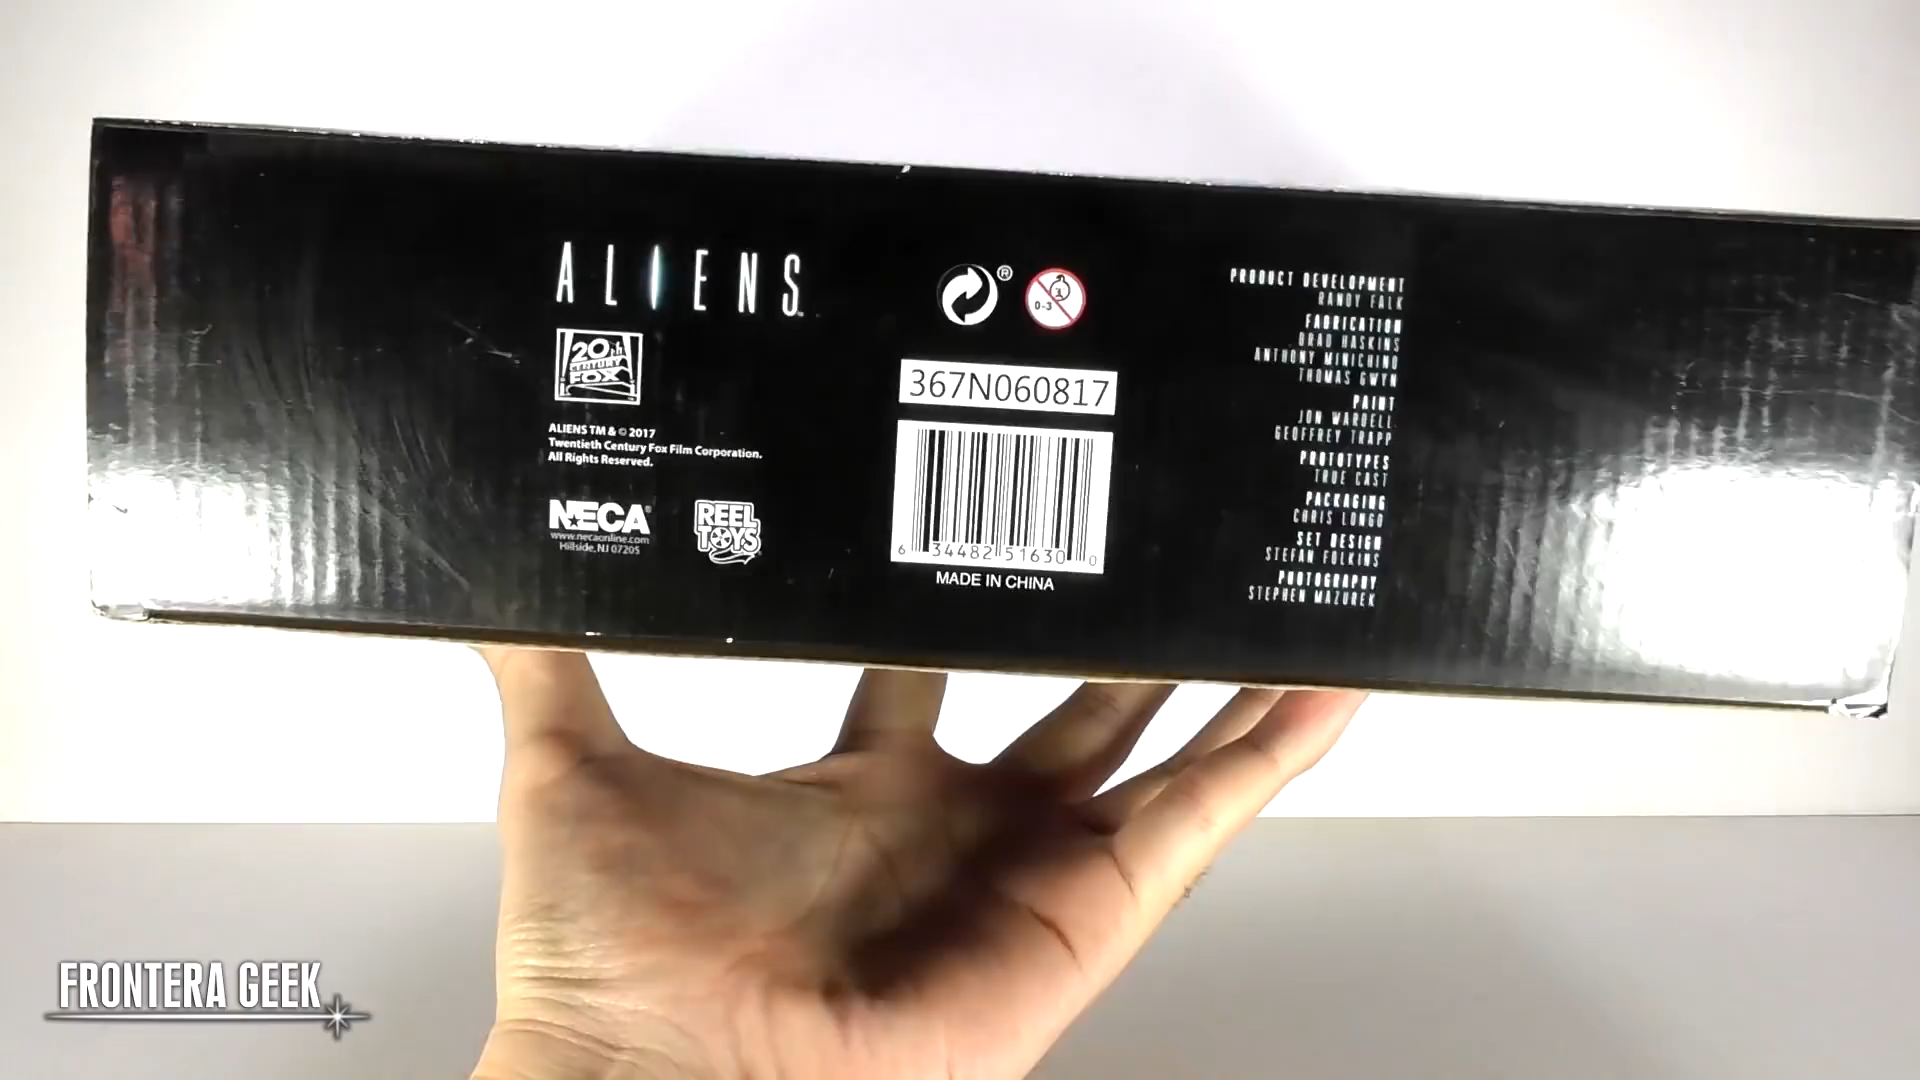 ALIENS™
20th
CENTURY
FOX
ALIENS TM & © 2017
Twentieth Century Fox Film Corporation.
All Rights Reserved.
NECA®
www.necaonline.com
Hillside, NJ 07205
REEL
TOYS
®
0-3
367N060817
6 34482 51630 0
MADE IN CHINA
PRODUCT DEVELOPMENT
RANDY FALK
FABRICATION
BRAD HASKINS
ANTHONY MINICHINO
THOMAS GWYN
PAINT
JON WARDELL
GEOFFREY TRAPP
PROTOTYPES
TRUE CAST
PACKAGING
CHRIS LONGO
SET DESIGN
STEFAN FOLKINS
PHOTOGRAPHY
STEPHEN MAZUREK
FRONTERA GEEK